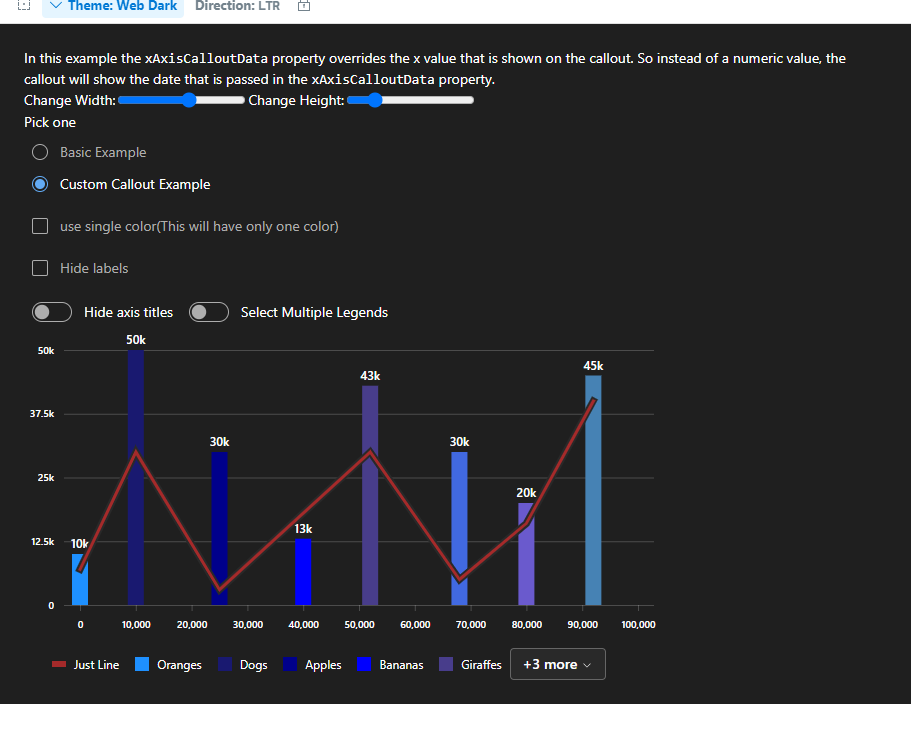 Theme: Web Dark Direction: LTR
In this example the xAxisCalloutData property overrides the x value that is shown on the callout. So instead of a numeric value, the
callout will show the date that is passed in the xAxisCalloutData property.
Change Width: Change Height:
Pick one
Basic Example
Custom Callout Example
use single color(This will have only one color)
Hide labels
Hide axis titles Select Multiple Legends
50k
50k
45k
43k
37.5k
30k 30k
25k
20k
13k
12.5k 10k
0
0 10,000 20,000 30,000 40,000 50,000 60,000 70,000 80,000 90,000 100,000
Just Line Oranges Dogs Apples Bananas Giraffes +3 more